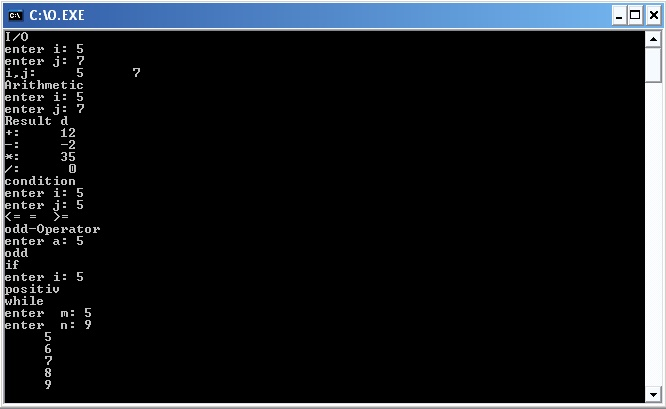 C:\O.EXE
I/O
enter i: 5
enter j: 7
i,j:     5      7
Arithmetic
enter i: 5
enter j: 7
Result d
+:     12
-:     -2
*:     35
/:      0
condition
enter i: 5
enter j: 5
<= =  >=
odd-Operator
enter a: 5
odd
if
enter i: 5
positiv
while
enter  m: 5
enter  n: 9
     5
     6
     7
     8
     9